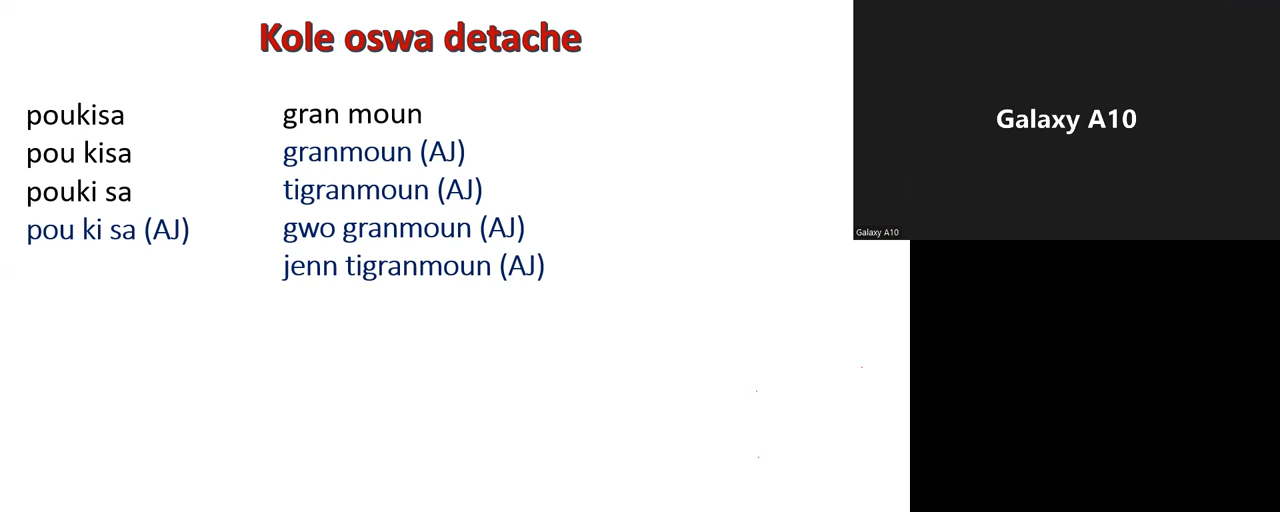 Kole oswa detache
poukisa
pou kisa
pouki sa
pou ki sa (AJ)
gran moun
granmoun (AJ)
tigranmoun (AJ)
gwo granmoun (AJ)
jenn tigranmoun (AJ)
Galaxy A10
Galaxy A10